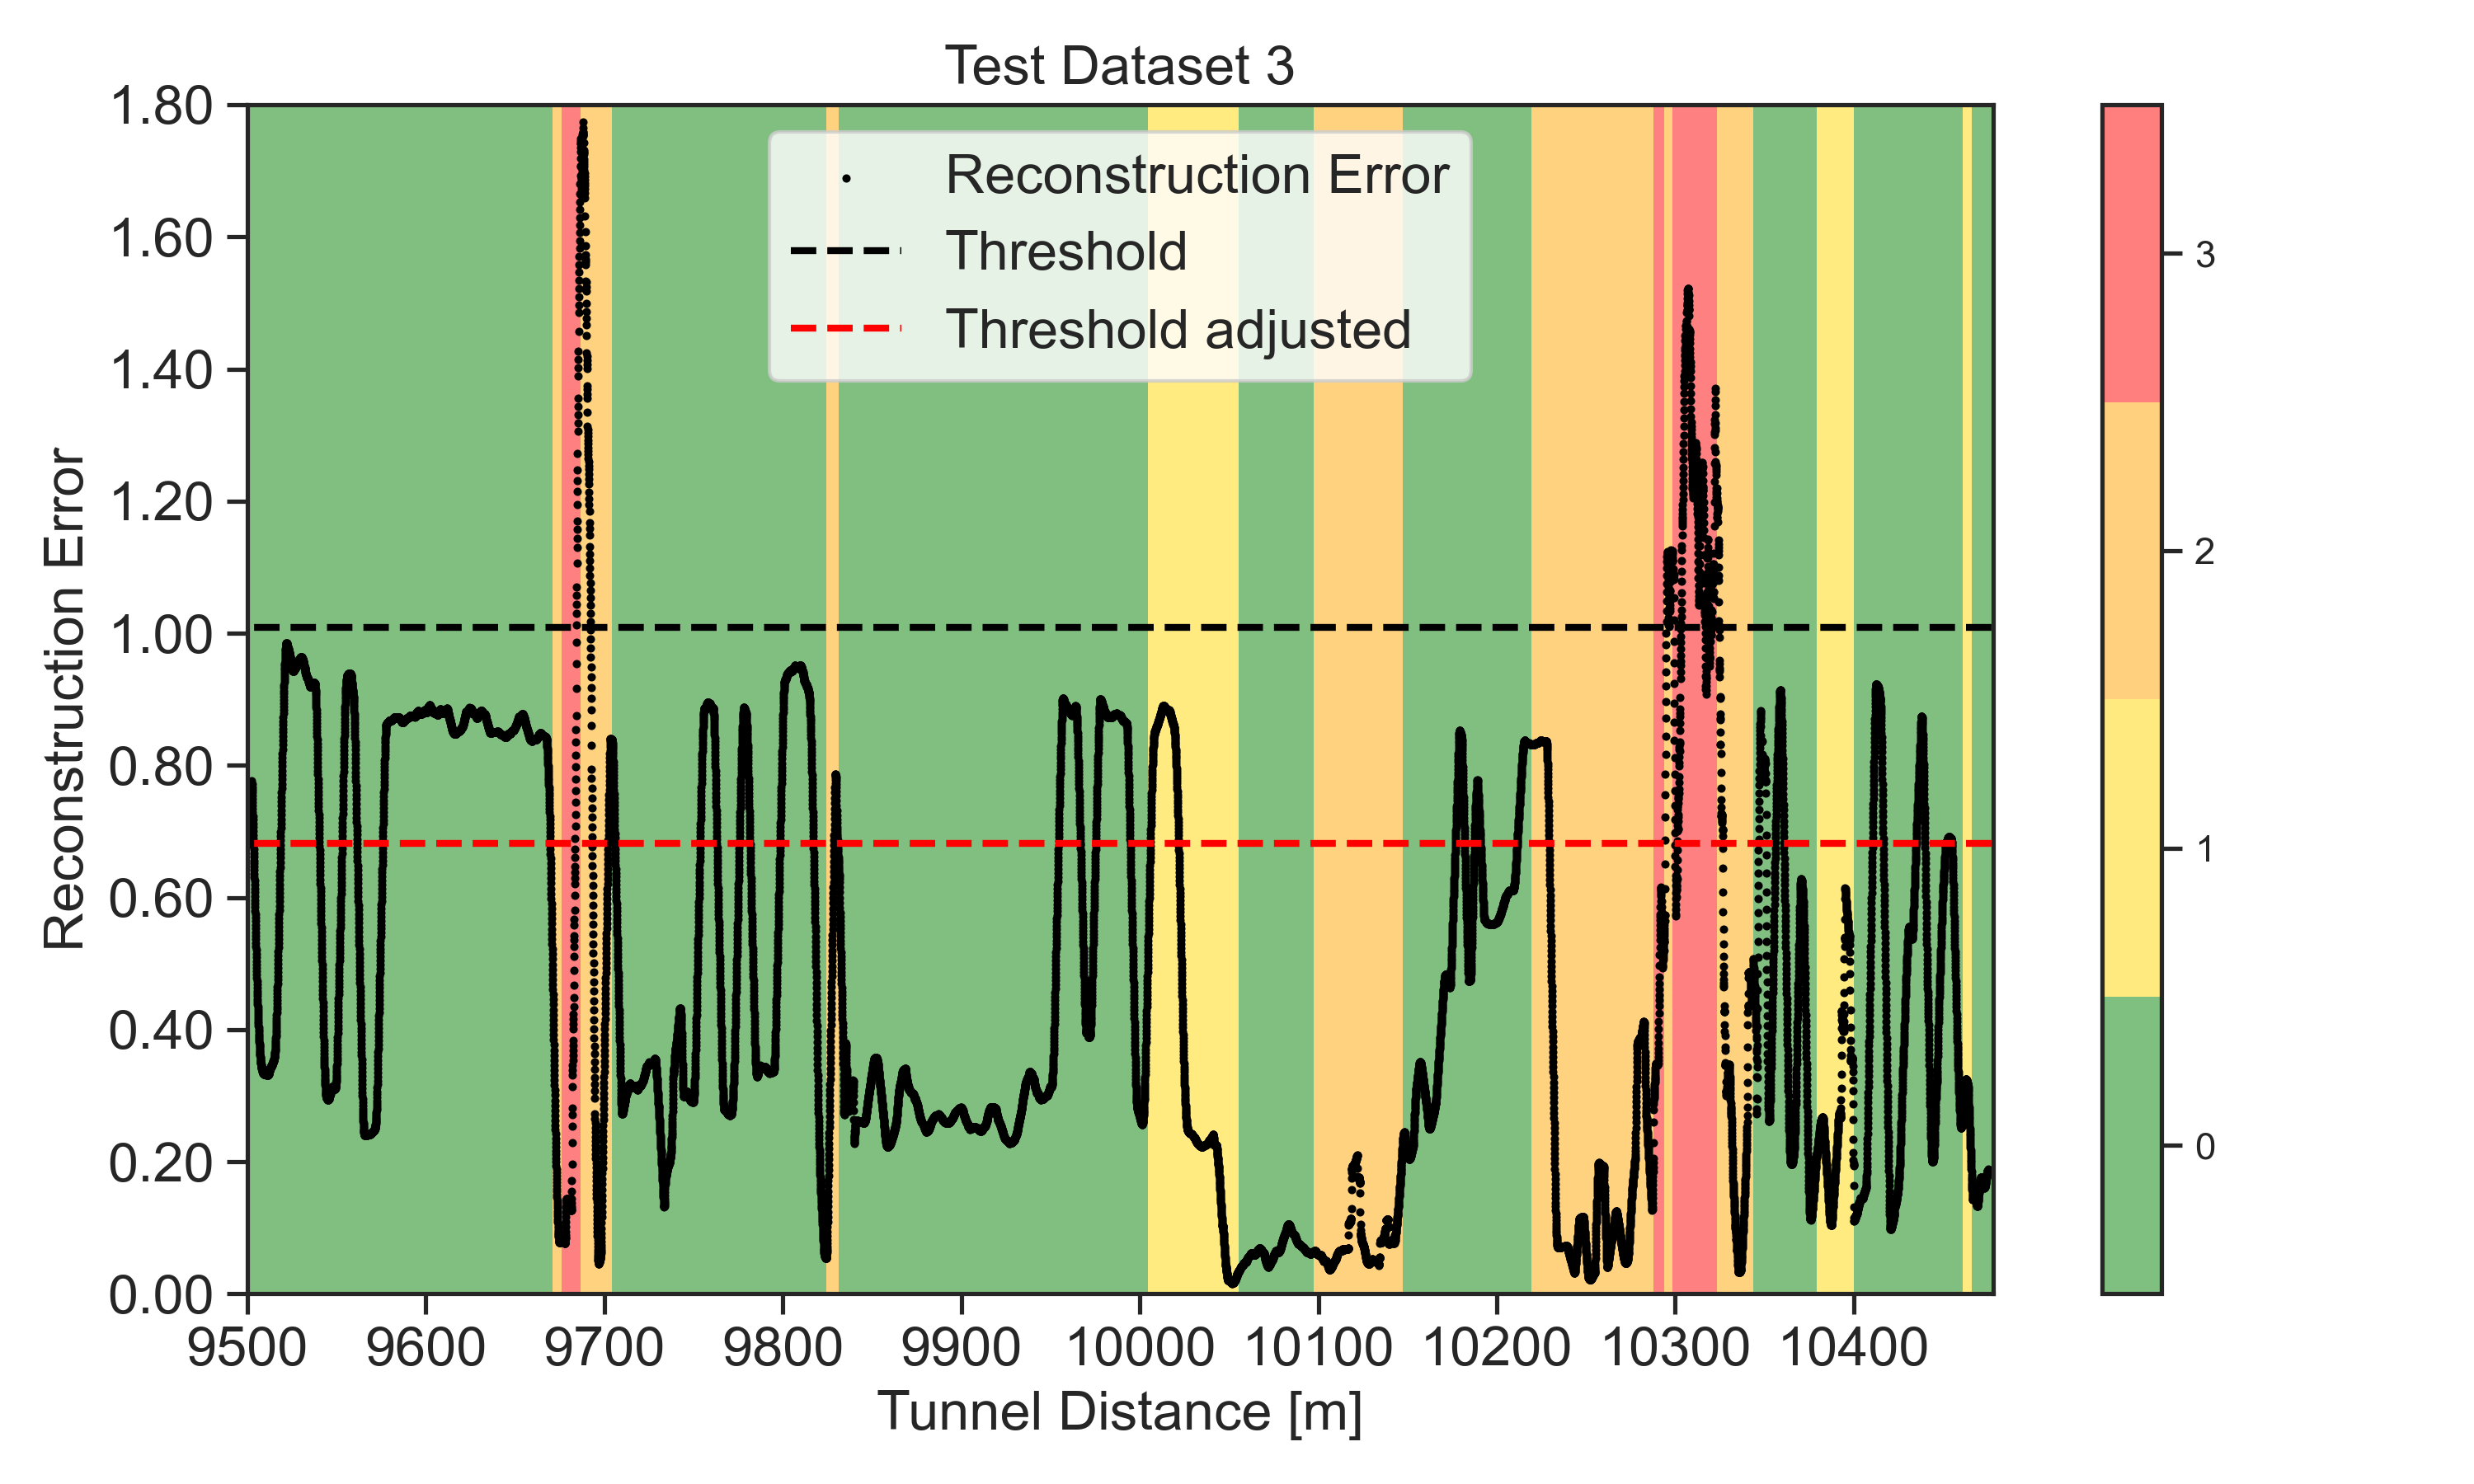 Test Dataset 3
1.80
1.60
1.40
1.20
1.00
0.80
0.60
0.40
0.20
0.00
Reconstruction Error
Reconstruction Error
Threshold
Threshold adjusted
9500 9600 9700 9800 9900 10000 10100 10200 10300 10400
Tunnel Distance [m]
3
2
1
0